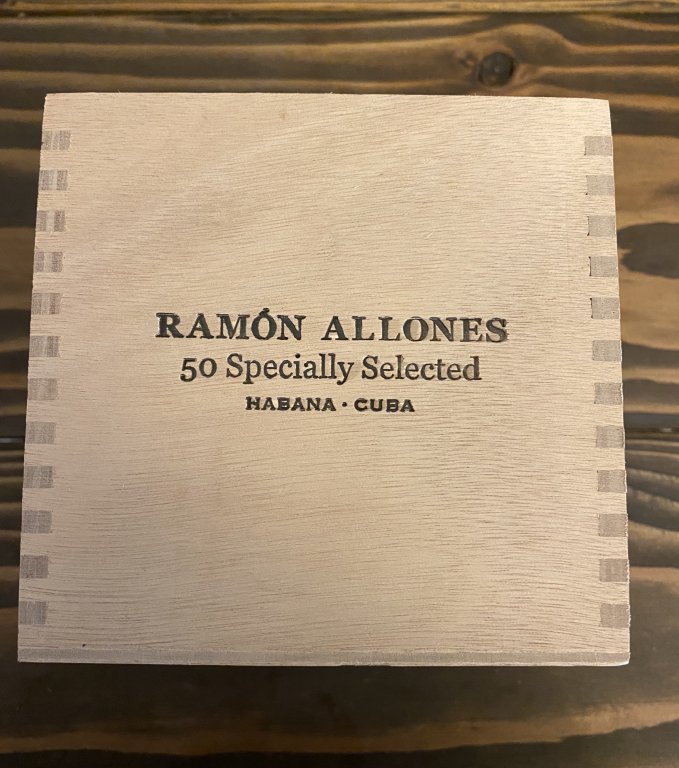 RAMÓN ALLONES
50 Specially Selected
HABANA · CUBA